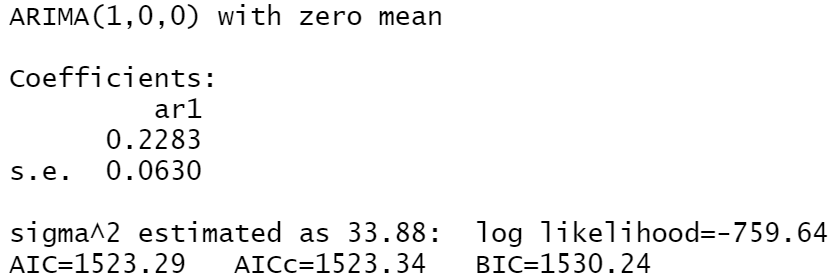 ARIMA(1,0,0) with zero mean
Coefficients:
ar1
0.2283
s.e. 0.0630
sigma^2 estimated as 33.88: log likelihood=-759.64
AIC=1523.29 AICc=1523.34 BIC=1530.24